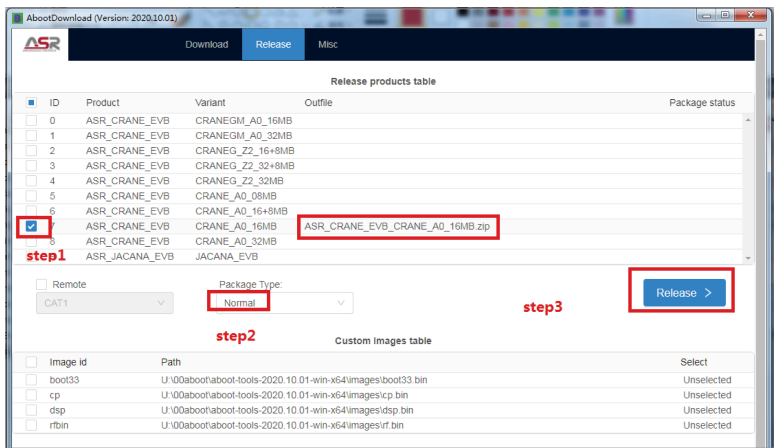 AbootDownload (Version: 2020.10.01)
ASR Download Release Misc
Release products table
ID Product Variant Outfile Package status
0 ASR_CRANE_EVB CRANEGM_A0_16MB
1 ASR_CRANE_EVB CRANEGM_A0_32MB
2 ASR_CRANE_EVB CRANEG_Z2_16+8MB
3 ASR_CRANE_EVB CRANEG_Z2_32+8MB
4 ASR_CRANE_EVB CRANEG_Z2_32MB
5 ASR_CRANE_EVB CRANE_A0_08MB
6 ASR_CRANE_EVB CRANE_A0_16+8MB
7 ASR_CRANE_EVB CRANE_A0_16MB ASR_CRANE_EVB_CRANE_A0_16MB.zip
8 ASR_CRANE_EVB CRANE_A0_32MB
step1 ASR_JACANA_EVB JACANA_EVB
Remote Package Type:
CAT1 Normal Release >
step2 step3
Custom images table
Image id Path Select
boot33 U:\00aboot\aboot-tools-2020.10.01-win-x64\images\boot33.bin Unselected
cp U:\00aboot\aboot-tools-2020.10.01-win-x64\images\cp.bin Unselected
dsp U:\00aboot\aboot-tools-2020.10.01-win-x64\images\dsp.bin Unselected
rfbin U:\00aboot\aboot-tools-2020.10.01-win-x64\images\rf.bin Unselected